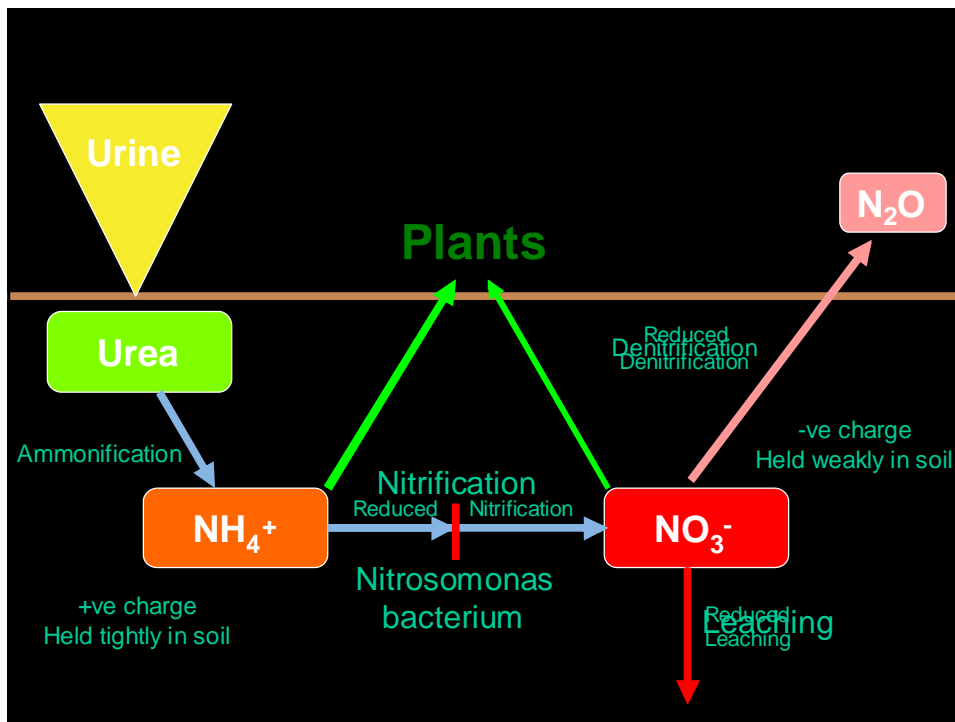 Urine
N₂O
Plants
Urea
Reduced
Denitrification
Denitrification
Ammonification
-ve charge
Held weakly in soil
Nitrification
Reduced
Nitrification
NH₄⁺
NO₃⁻
Nitrosomonas
bacterium
+ve charge
Held tightly in soil
Reduced
Leaching
Leaching